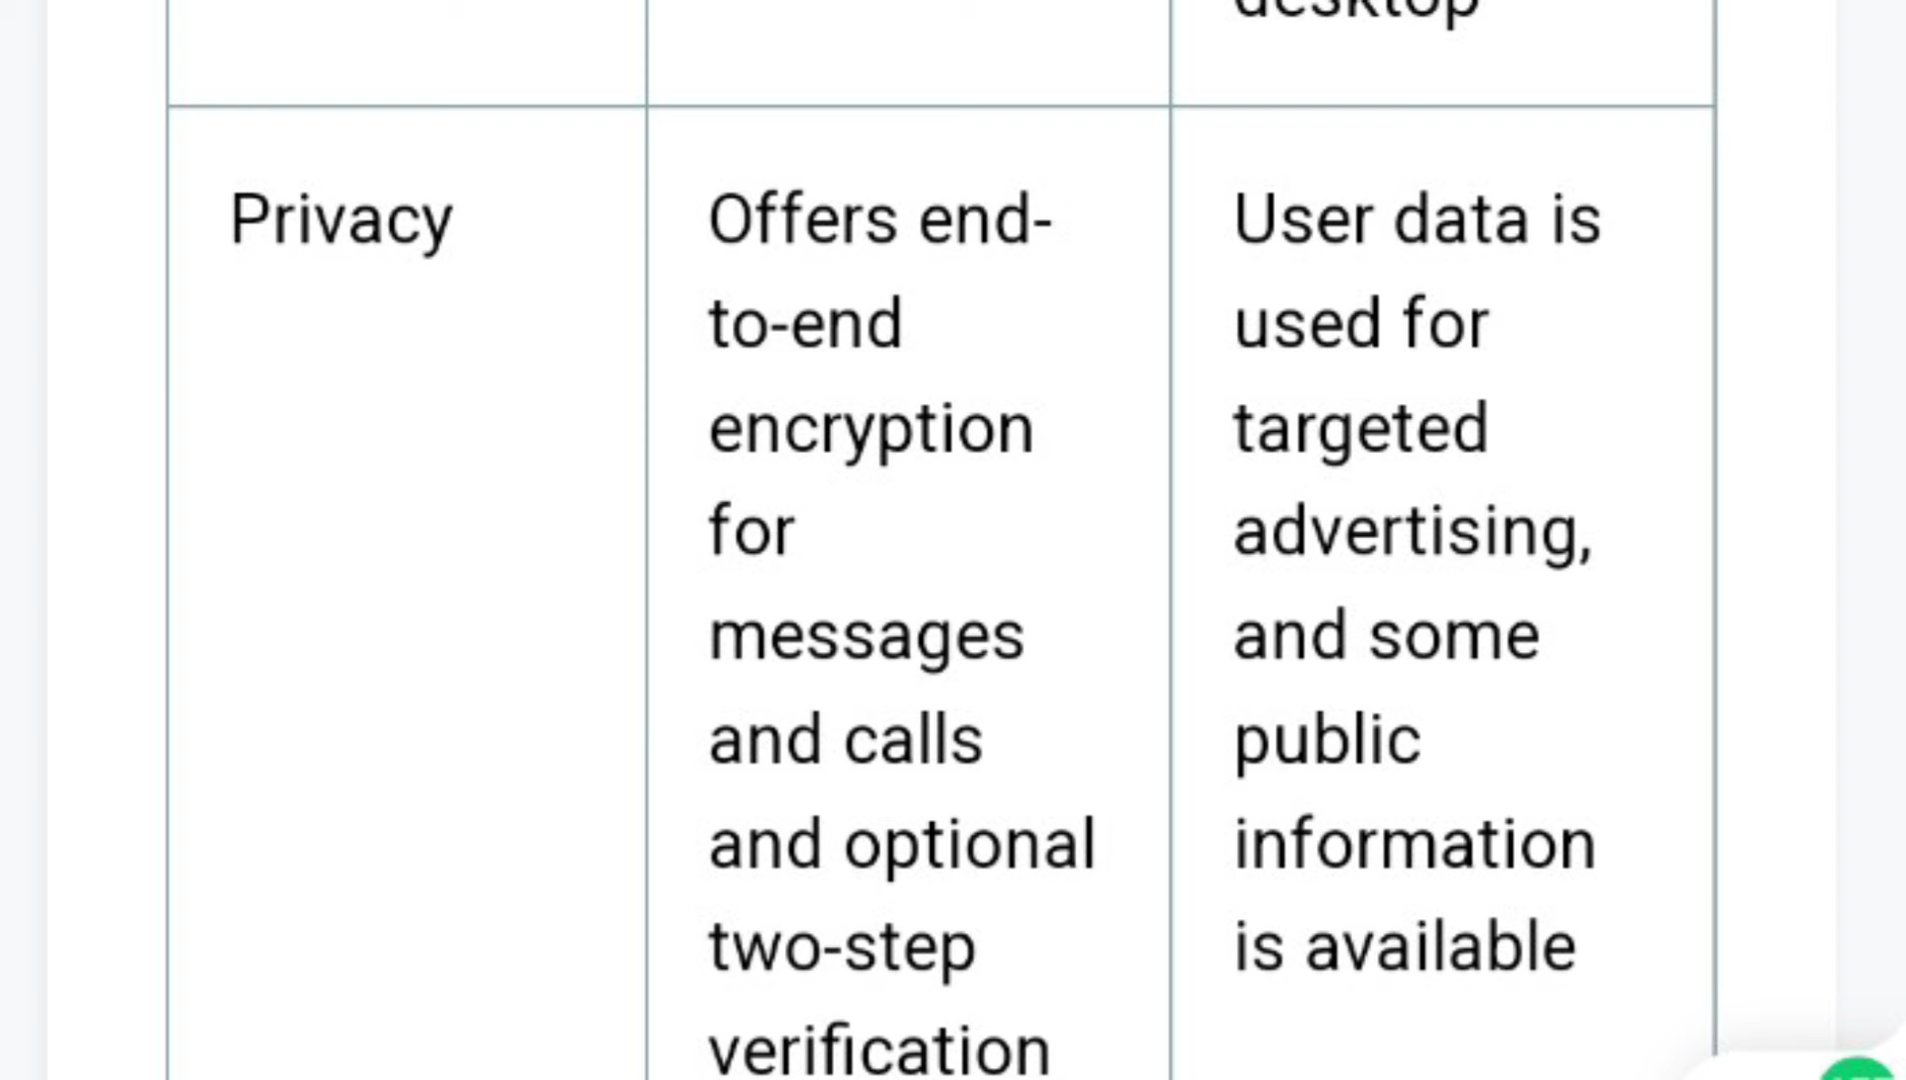 desktop
Privacy
Offers end-
to-end
encryption
for
messages
and calls
and optional
two-step
verification
User data is
used for
targeted
advertising,
and some
public
information
is available